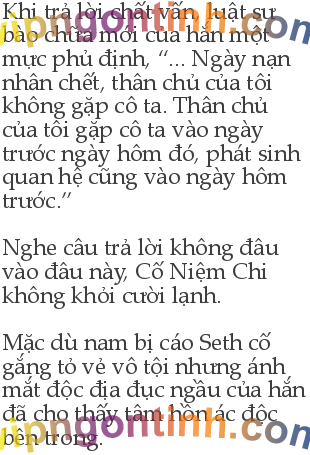 Khi trả lời chất vấn, luật sư
bào chữa mới của hắn một
mực phủ định, “... Ngày nạn
nhân chết, thân chủ của tôi
không gặp cô ta. Thân chủ
của tôi gặp cô ta vào ngày
trước ngày hôm đó, phát sinh
quan hệ cũng vào ngày hôm
trước.”
Nghe câu trả lời không đâu
vào đâu này, Cố Niệm Chi
không khỏi cười lạnh.
Mặc dù nam bị cáo Seth cố
gắng tỏ vẻ vô tội nhưng ánh
mắt độc địa đục ngầu của hắn
đã cho thấy tâm hồn ác độc
bên trong.
vipngontinh.com
vipngontinh.com